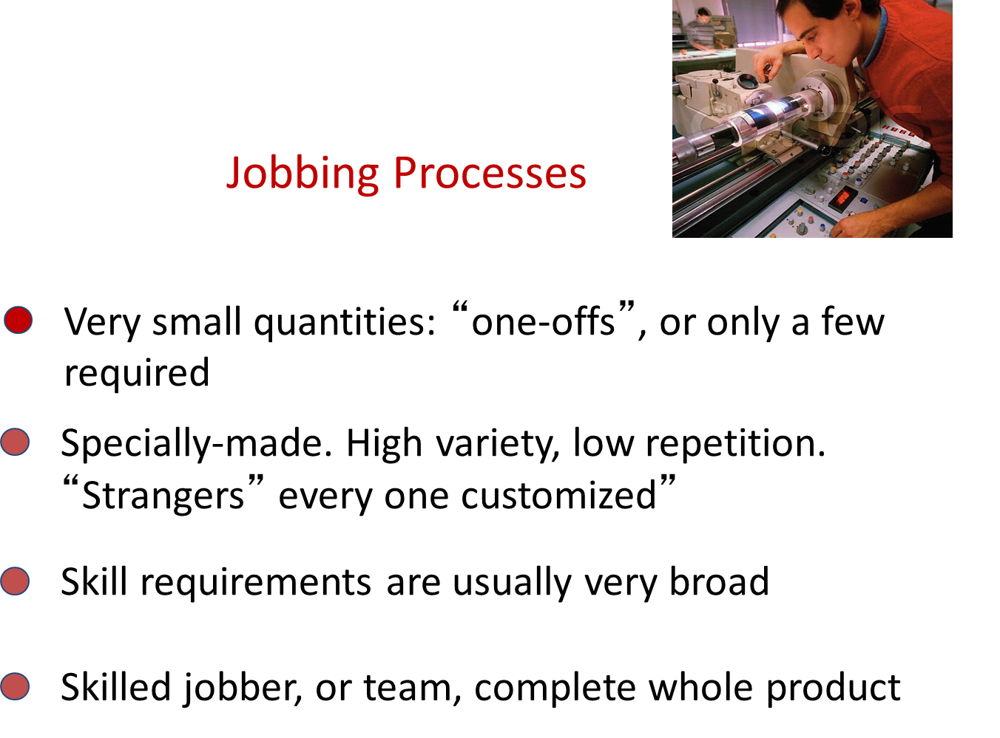 Jobbing Processes
Very small quantities: “one-offs”, or only a few
required
Specially-made. High variety, low repetition.
“Strangers” every one customized”
Skill requirements are usually very broad
Skilled jobber, or team, complete whole product